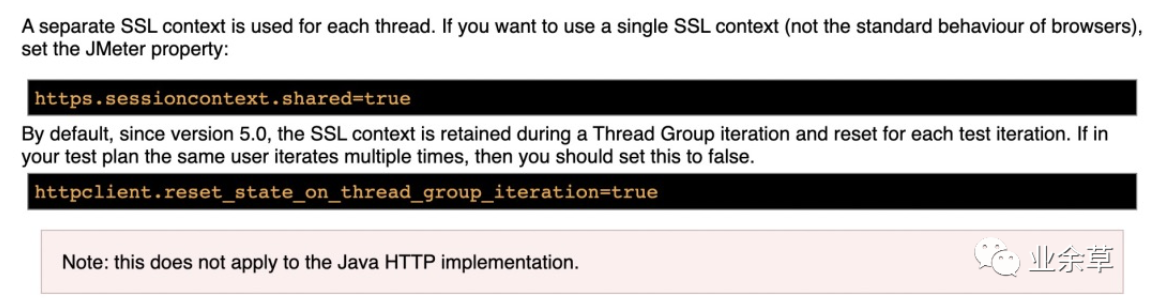 A separate SSL context is used for each thread. If you want to use a single SSL context (not the standard behaviour of browsers),
set the JMeter property:
https.sessioncontext.shared=true
By default, since version 5.0, the SSL context is retained during a Thread Group iteration and reset for each test iteration. If in
your test plan the same user iterates multiple times, then you should set this to false.
httpclient.reset_state_on_thread_group_iteration=true
Note: this does not apply to the Java HTTP implementation.
业余草